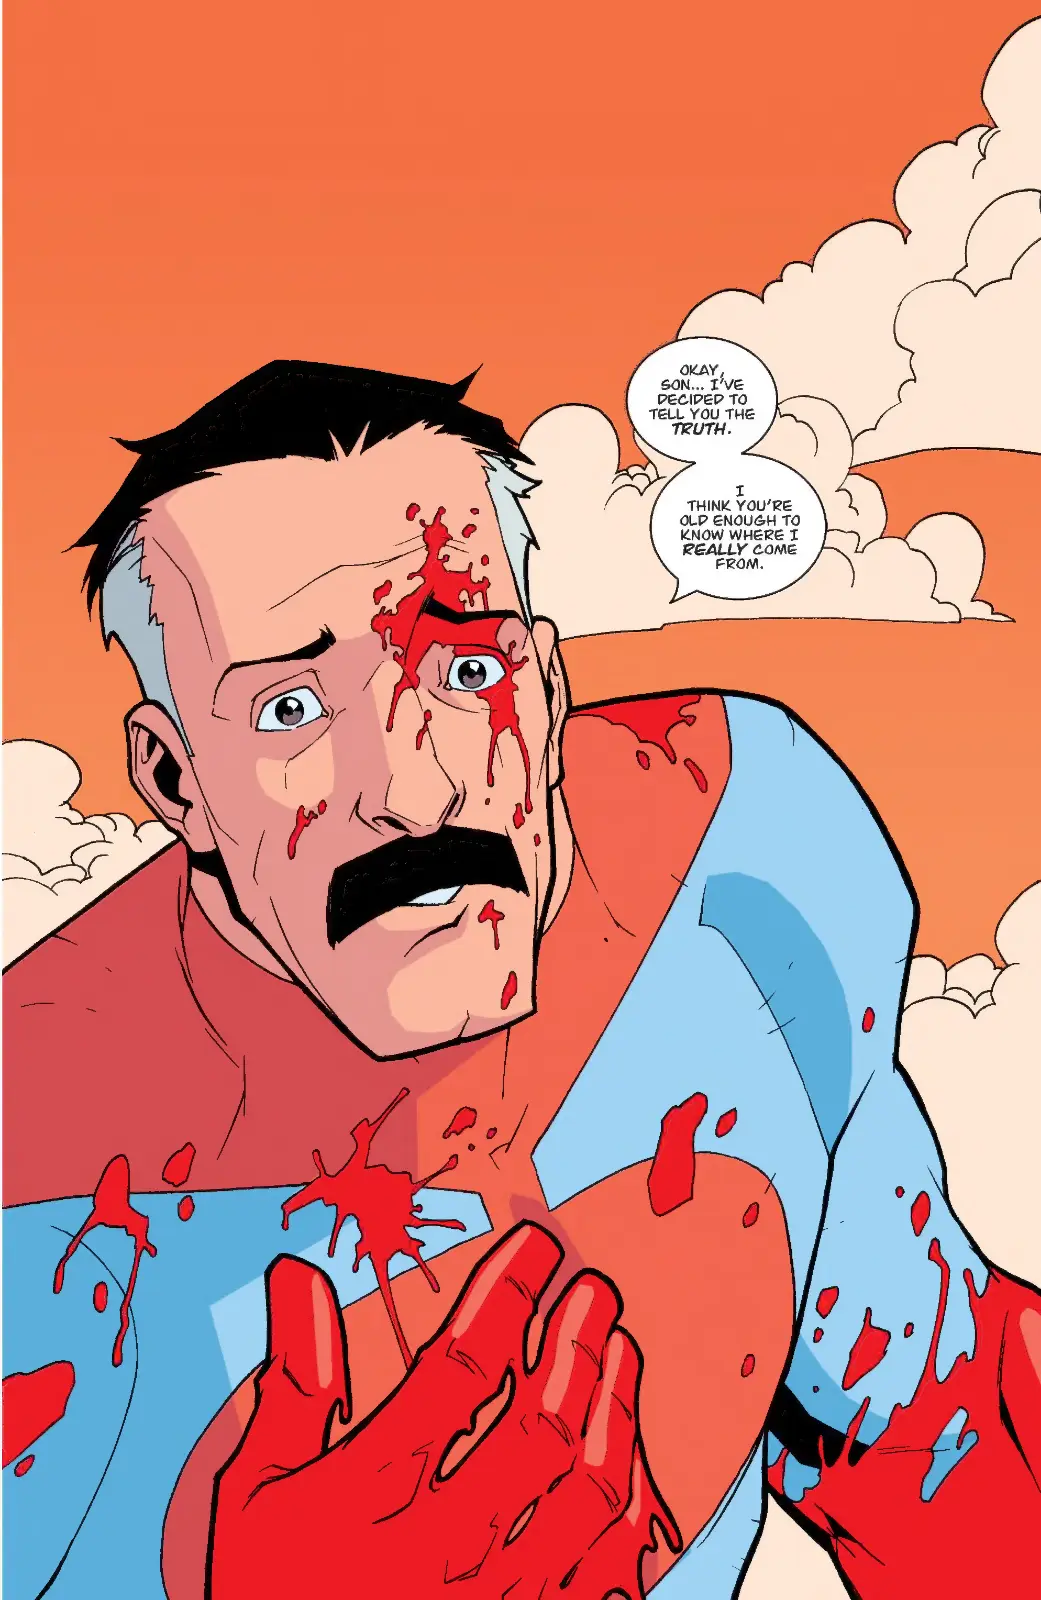 OKAY,
SON... I'VE
DECIDED TO
TELL YOU THE
TRUTH.
I
THINK YOU'RE
OLD ENOUGH TO
KNOW WHERE I
REALLY COME
FROM.